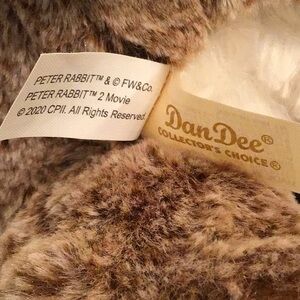 PETER RABBIT™ & © FW&Co.
PETER RABBIT™ 2 Movie
© 2020 CPII. All Rights Reserved.
DanDee®
COLLECTOR'S CHOICE®